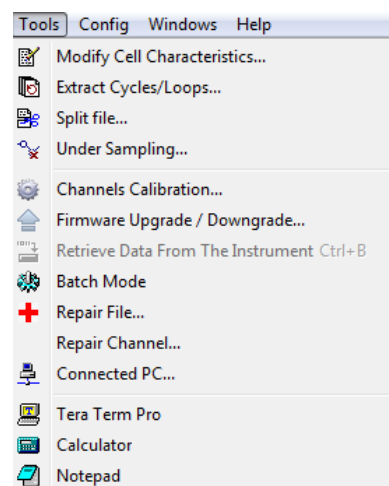 Tools Config Windows Help
Modify Cell Characteristics...
Extract Cycles/Loops...
Split file...
Under Sampling...
Channels Calibration...
Firmware Upgrade / Downgrade...
Retrieve Data From The Instrument Ctrl+B
Batch Mode
Repair File...
Repair Channel...
Connected PC...
Tera Term Pro
Calculator
Notepad